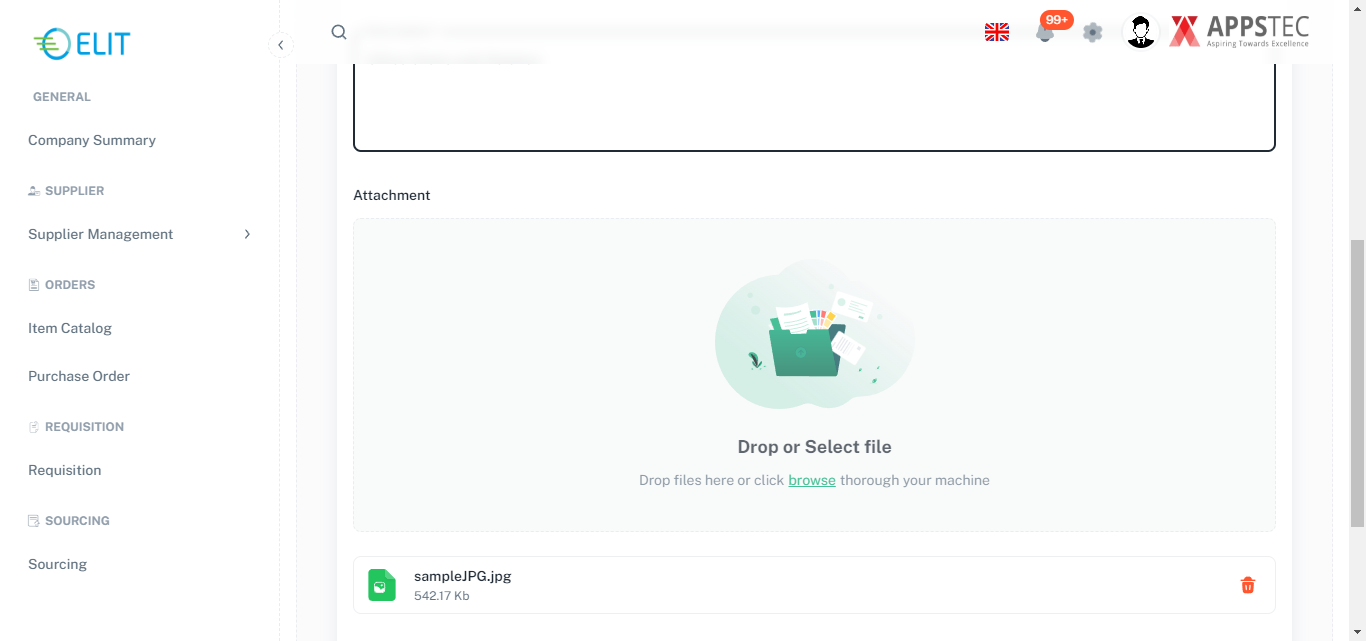 ELIT
99+
APPSTEC
Aspiring Towards Excellence
GENERAL
Company Summary
SUPPLIER
Supplier Management
ORDERS
Item Catalog
Purchase Order
REQUISITION
Requisition
SOURCING
Sourcing
Attachment
Drop or Select file
Drop files here or click browse thorough your machine
sampleJPG.jpg
542.17 Kb